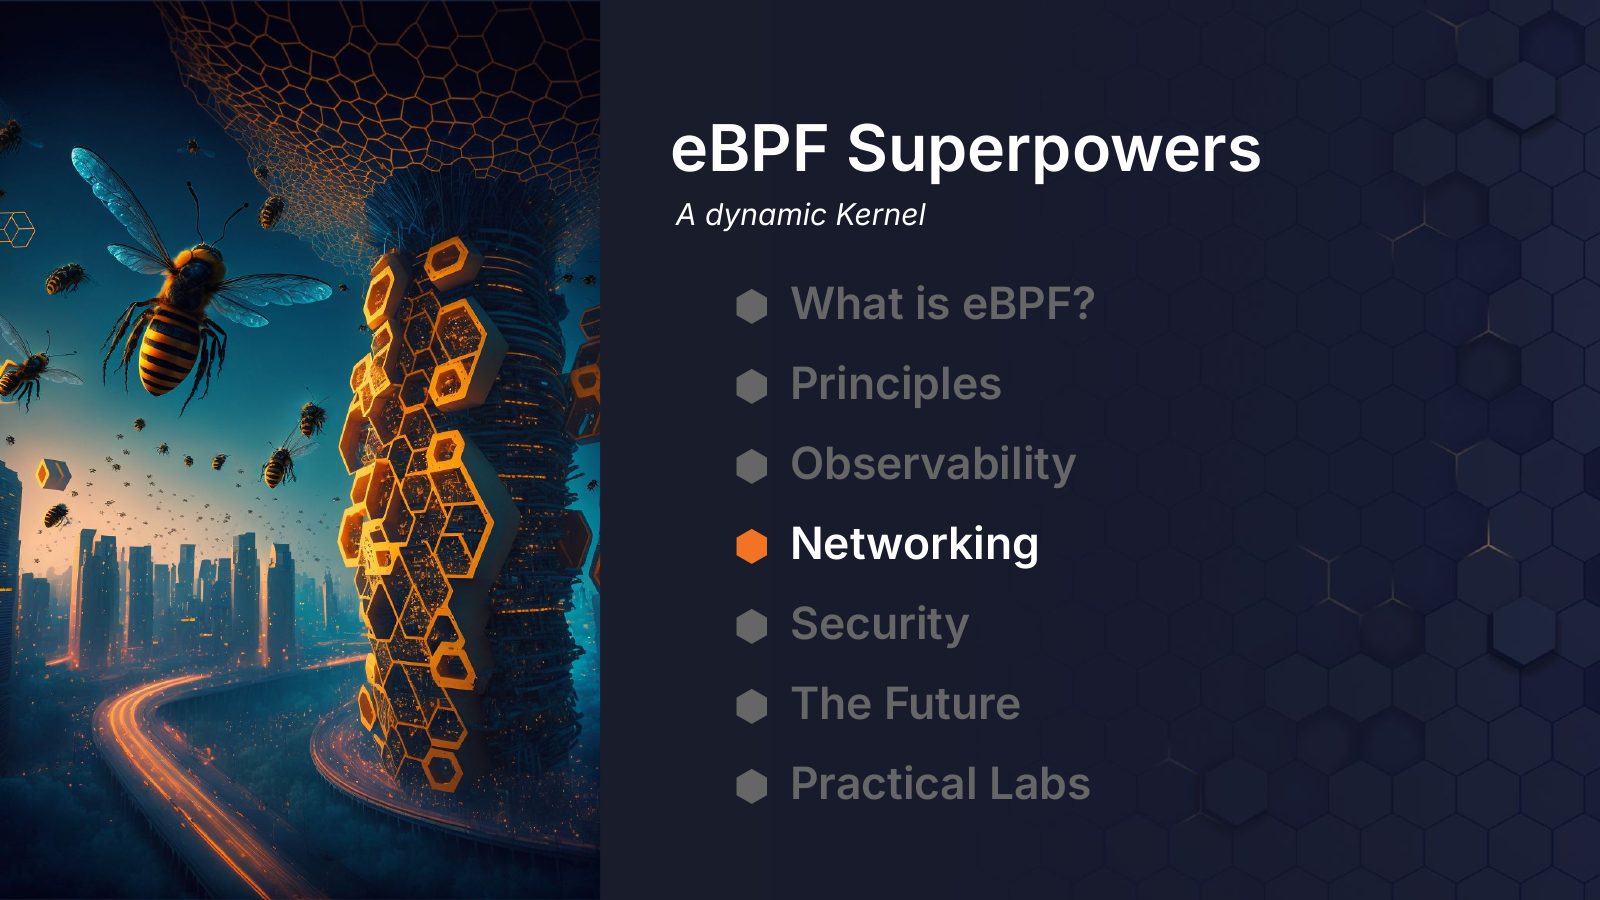 eBPF Superpowers
A dynamic Kernel
What is eBPF?
Principles
Observability
Networking
Security
The Future
Practical Labs